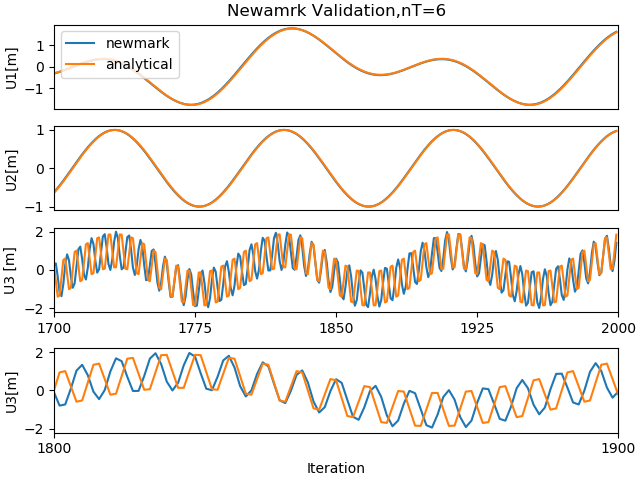 Newamrk Validation,nT=6
newmark
analytical
U1[m]
1
0
−1
U2[m]
1
0
−1
U3 [m]
2
0
−2
1700 1775 1850 1925 2000
U3[m]
2
0
−2
1800 1900
Iteration